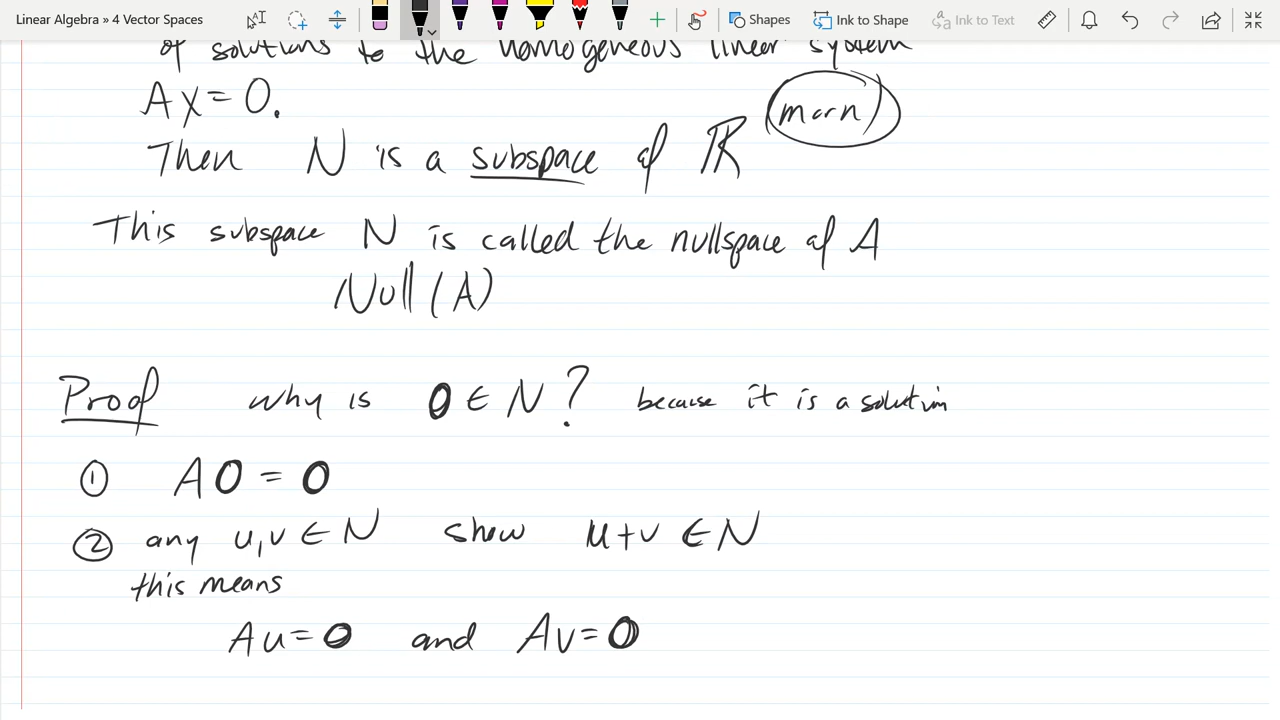 Linear Algebra » 4 Vector Spaces
Shapes
Ink to Shape
Ink to Text
of solutions to the homogeneous linear system
Ax=0.
Then N is a subspace of ℝ (m or n)
This subspace N is called the nullspace of A
Null(A)
Proof why is 0 ∈ N? because it is a solution
① A0 = 0
② any u,v ∈ N show u+v ∈ N
this means
Au=0 and Av=0